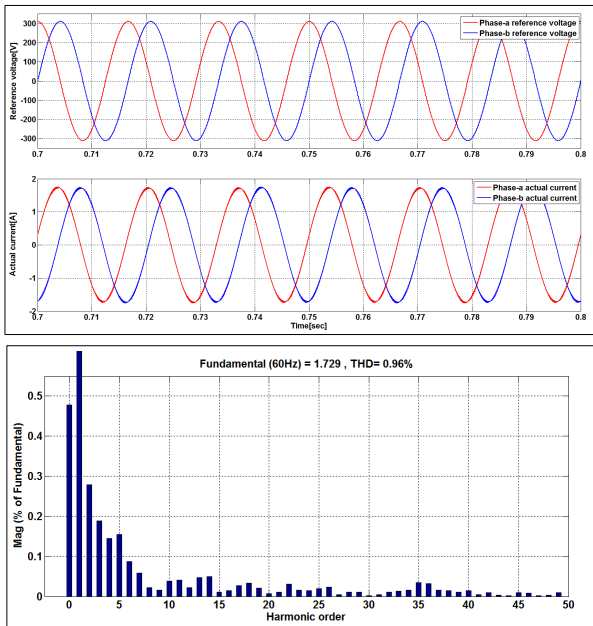 Reference voltage[V]
300
200
100
0
-100
-200
-300
Phase-a reference voltage
Phase-b reference voltage
0.7 0.71 0.72 0.73 0.74 0.75 0.76 0.77 0.78 0.79 0.8
Actual current[A]
2
1
0
-1
-2
Phase-a actual current
Phase-b actual current
0.7 0.71 0.72 0.73 0.74 0.75 0.76 0.77 0.78 0.79 0.8
Time[sec]
Fundamental (60Hz) = 1.729 , THD= 0.96%
Mag (% of Fundamental)
0.5
0.4
0.3
0.2
0.1
0
0 5 10 15 20 25 30 35 40 45 50
Harmonic order